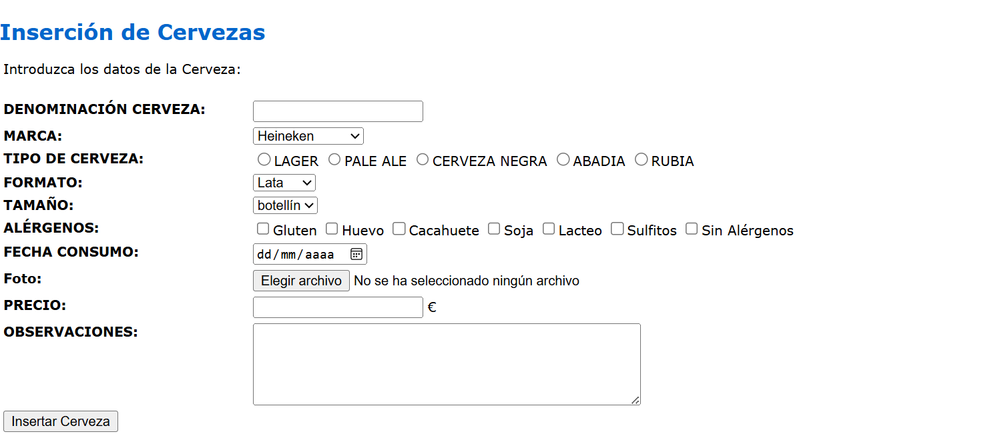 Inserción de Cervezas
Introduzca los datos de la Cerveza:
DENOMINACIÓN CERVEZA:
MARCA: Heineken
TIPO DE CERVEZA: LAGER PALE ALE CERVEZA NEGRA ABADIA RUBIA
FORMATO: Lata
TAMAÑO: botellín
ALÉRGENOS: Gluten Huevo Cacahuete Soja Lacteo Sulfitos Sin Alérgenos
FECHA CONSUMO: dd/mm/aaaa
Foto: Elegir archivo No se ha seleccionado ningún archivo
PRECIO: €
OBSERVACIONES:
Insertar Cerveza